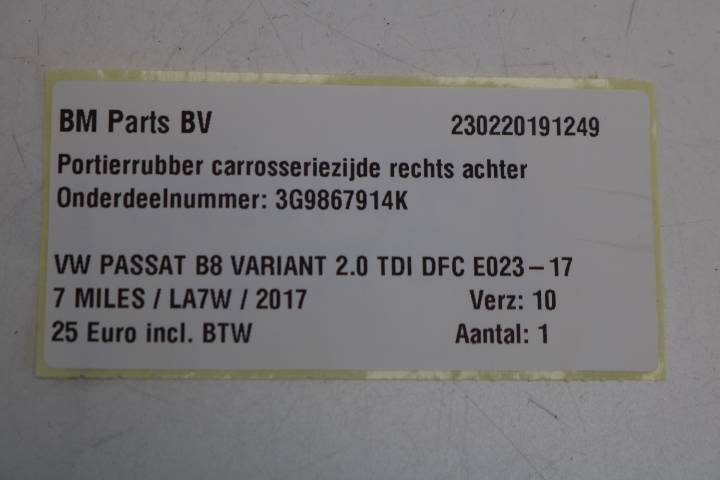 BM Parts BV 230220191249
Portierrubber carrosseriezijde rechts achter
Onderdeelnummer: 3G9867914K
VW PASSAT B8 VARIANT 2.0 TDI DFC E023-17
7 MILES / LA7W / 2017 Verz: 10
25 Euro incl. BTW Aantal: 1